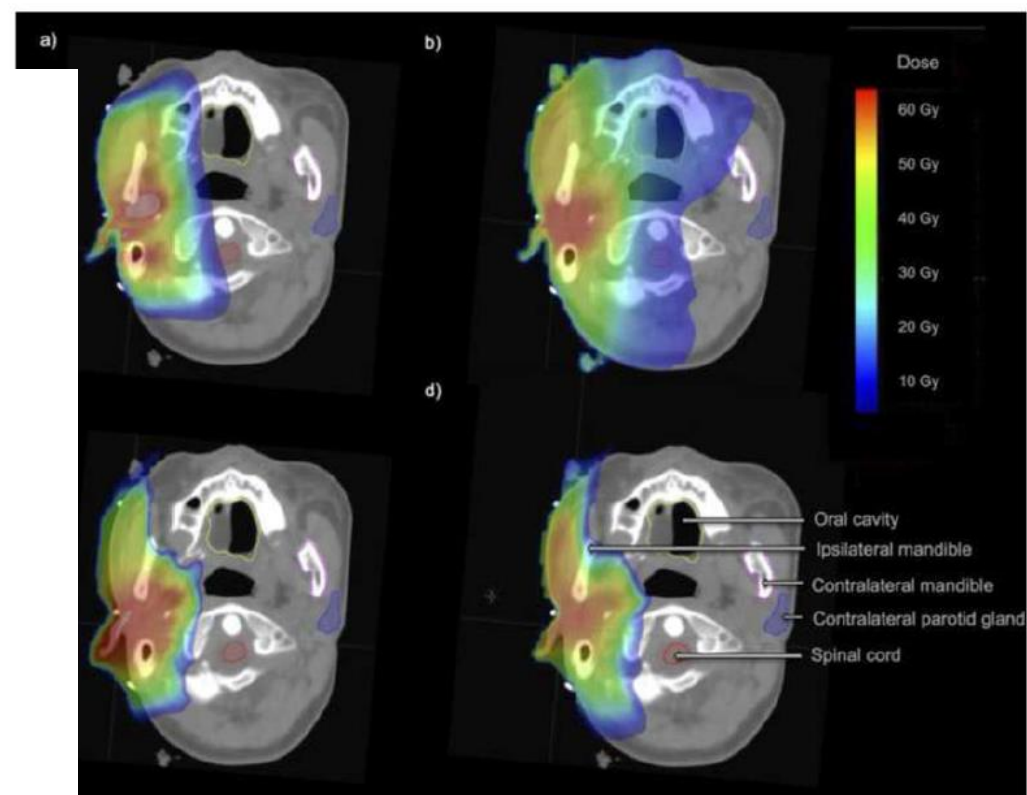 a)
b)
Dose
60 Gy
50 Gy
40 Gy
30 Gy
20 Gy
10 Gy
d)
Oral cavity
Ipsilateral mandible
Contralateral mandible
Contralateral parotid gland
Spinal cord